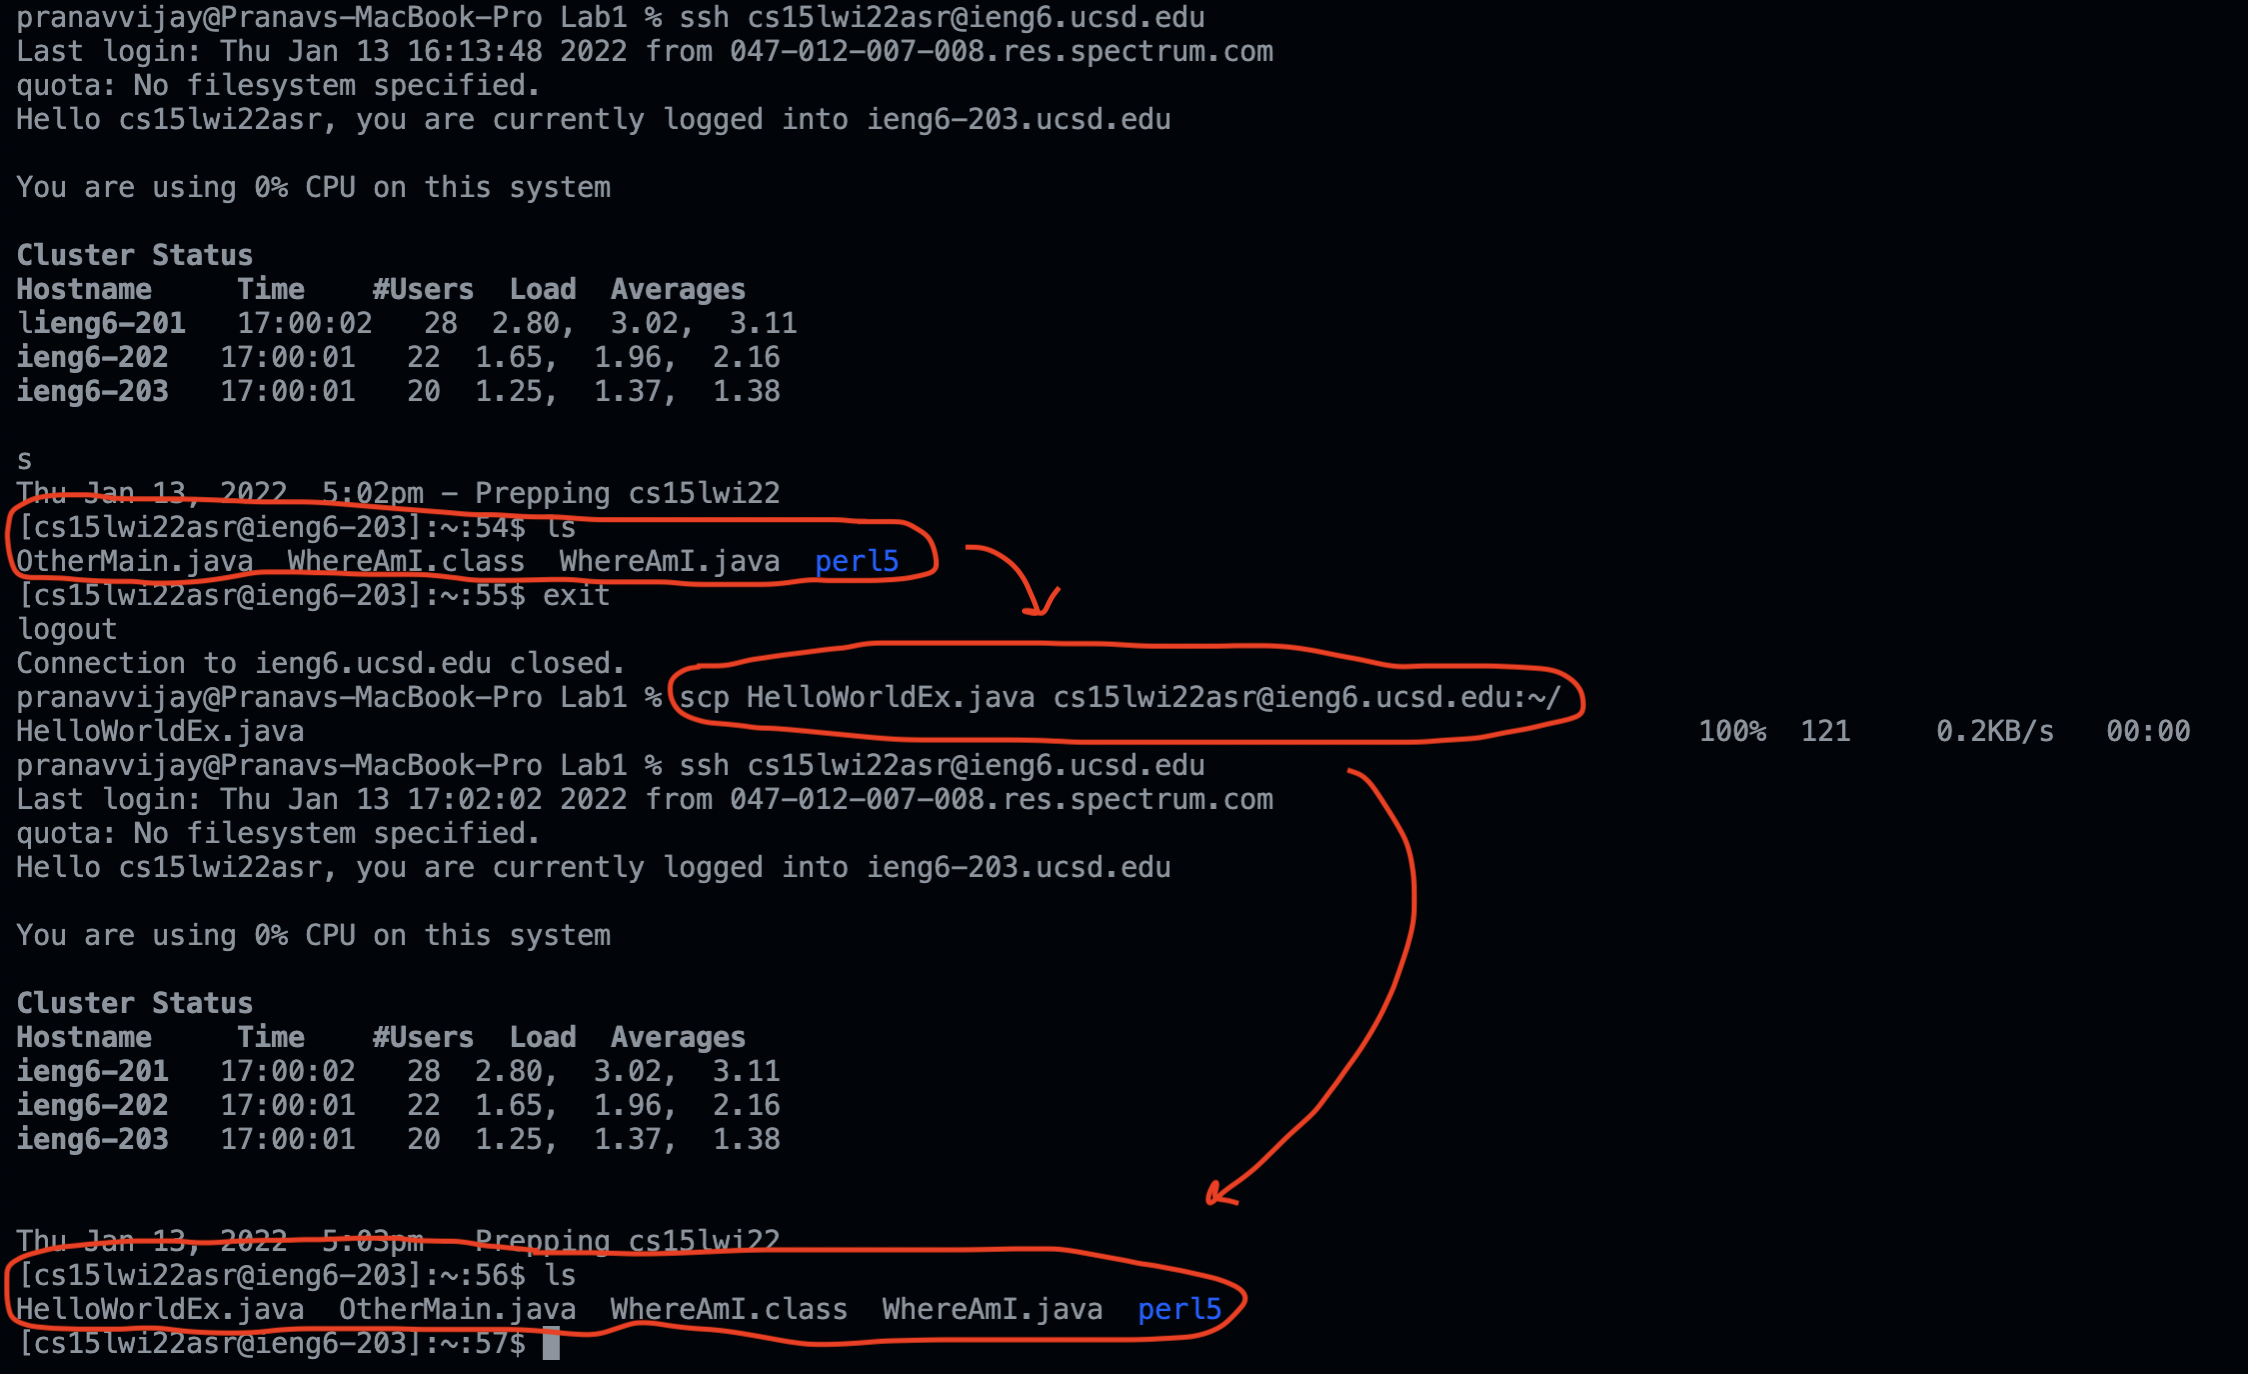 pranavvijay@Pranavs-MacBook-Pro Lab1 % ssh cs15lwi22asr@ieng6.ucsd.edu
Last login: Thu Jan 13 16:13:48 2022 from 047-012-007-008.res.spectrum.com
quota: No filesystem specified.
Hello cs15lwi22asr, you are currently logged into ieng6-203.ucsd.edu
You are using 0% CPU on this system
Cluster Status
Hostname     Time    #Users  Load  Averages
lieng6-201   17:00:02   28  2.80,  3.02,  3.11
ieng6-202   17:00:01   22  1.65,  1.96,  2.16
ieng6-203   17:00:01   20  1.25,  1.37,  1.38
s
Thu Jan 13, 2022  5:02pm - Prepping cs15lwi22
[cs15lwi22asr@ieng6-203]:~:54$ ls
OtherMain.java  WhereAmI.class  WhereAmI.java  perl5
[cs15lwi22asr@ieng6-203]:~:55$ exit
logout
Connection to ieng6.ucsd.edu closed.
pranavvijay@Pranavs-MacBook-Pro Lab1 % scp HelloWorldEx.java cs15lwi22asr@ieng6.ucsd.edu:~/
HelloWorldEx.java    100%  121     0.2KB/s   00:00
pranavvijay@Pranavs-MacBook-Pro Lab1 % ssh cs15lwi22asr@ieng6.ucsd.edu
Last login: Thu Jan 13 17:02:02 2022 from 047-012-007-008.res.spectrum.com
quota: No filesystem specified.
Hello cs15lwi22asr, you are currently logged into ieng6-203.ucsd.edu
You are using 0% CPU on this system
Cluster Status
Hostname     Time    #Users  Load  Averages
ieng6-201   17:00:02   28  2.80,  3.02,  3.11
ieng6-202   17:00:01   22  1.65,  1.96,  2.16
ieng6-203   17:00:01   20  1.25,  1.37,  1.38
Thu Jan 13, 2022  5:03pm - Prepping cs15lwi22
[cs15lwi22asr@ieng6-203]:~:56$ ls
HelloWorldEx.java  OtherMain.java  WhereAmI.class  WhereAmI.java  perl5
[cs15lwi22asr@ieng6-203]:~:57$